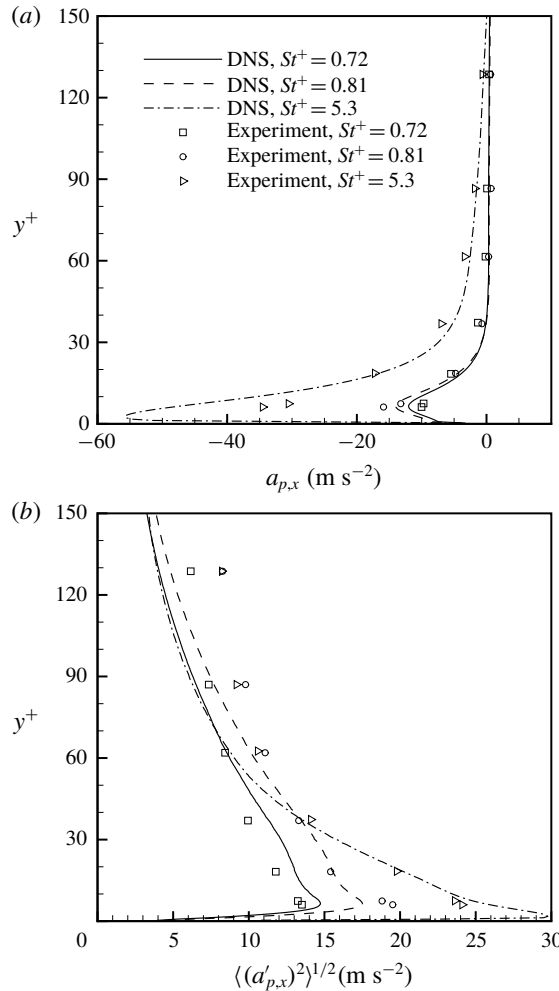 (a)
150
DNS, St⁺ = 0.72
DNS, St⁺ = 0.81
DNS, St⁺ = 5.3
Experiment, St⁺ = 0.72
Experiment, St⁺ = 0.81
Experiment, St⁺ = 5.3
120
90
y⁺
60
30
0
−60 −40 −20 0
a_{p,x} (m s⁻²)
(b)
150
120
90
y⁺
60
30
0 5 10 15 20 25 30
⟨(a′_{p,x})²⟩^{1/2} (m s⁻²)